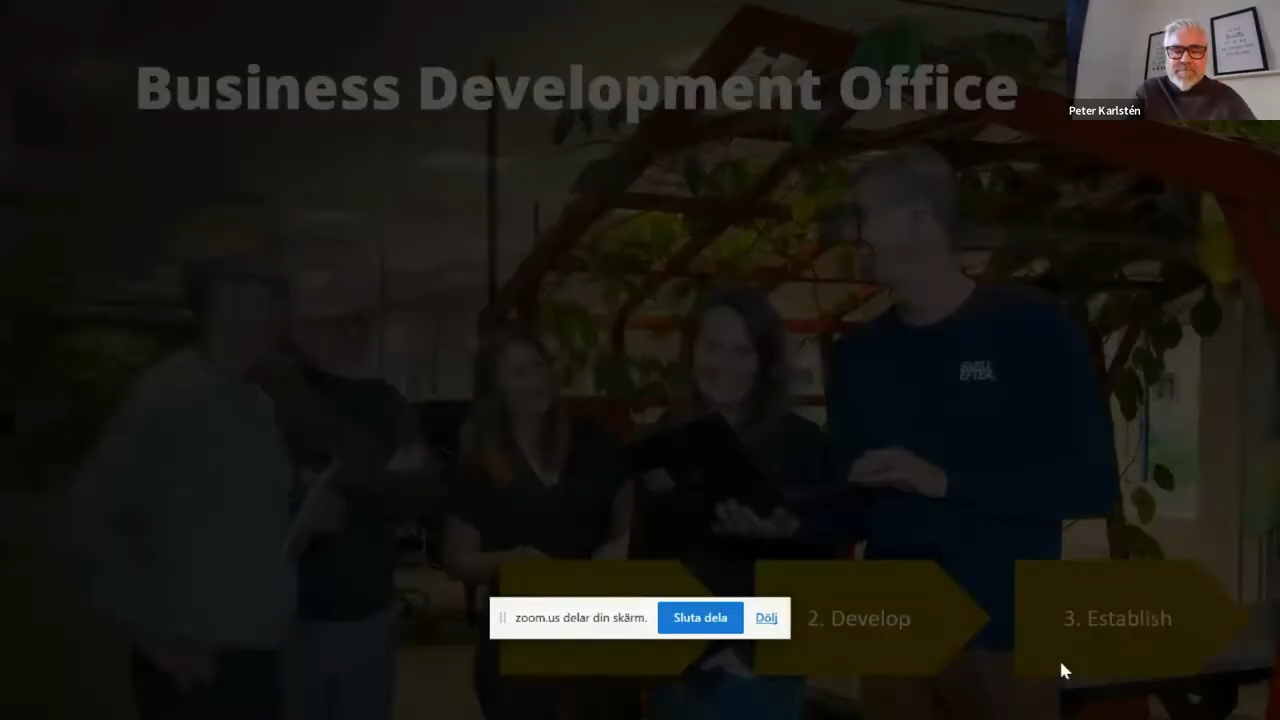 Business Development Office
Peter Karlstén
zoom.us delar din skärm.
Sluta dela
Dölj
2. Develop
3. Establish